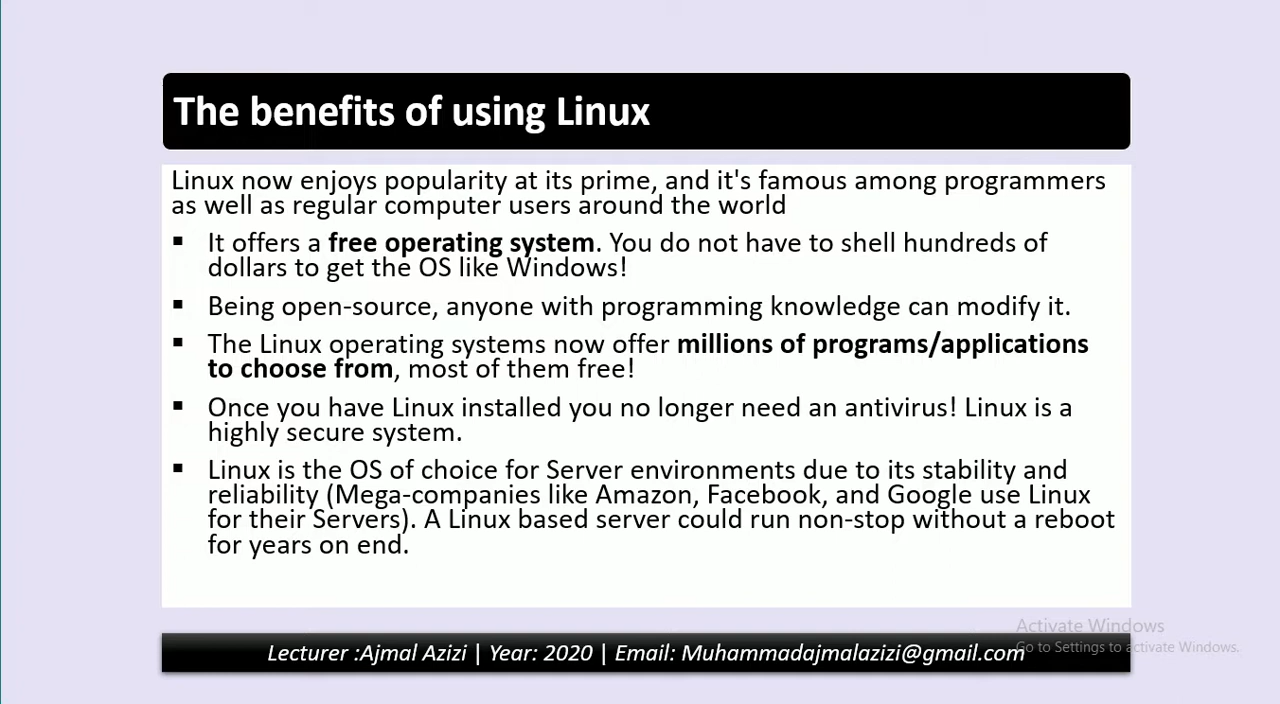 The benefits of using Linux
Linux now enjoys popularity at its prime, and it's famous among programmers
as well as regular computer users around the world
▪ It offers a free operating system. You do not have to shell hundreds of
dollars to get the OS like Windows!
▪ Being open-source, anyone with programming knowledge can modify it.
▪ The Linux operating systems now offer millions of programs/applications
to choose from, most of them free!
▪ Once you have Linux installed you no longer need an antivirus! Linux is a
highly secure system.
▪ Linux is the OS of choice for Server environments due to its stability and
reliability (Mega-companies like Amazon, Facebook, and Google use Linux
for their Servers). A Linux based server could run non-stop without a reboot
for years on end.
Activate Windows
Go to Settings to activate Windows.
Lecturer :Ajmal Azizi | Year: 2020 | Email: Muhammadajmalazizi@gmail.com